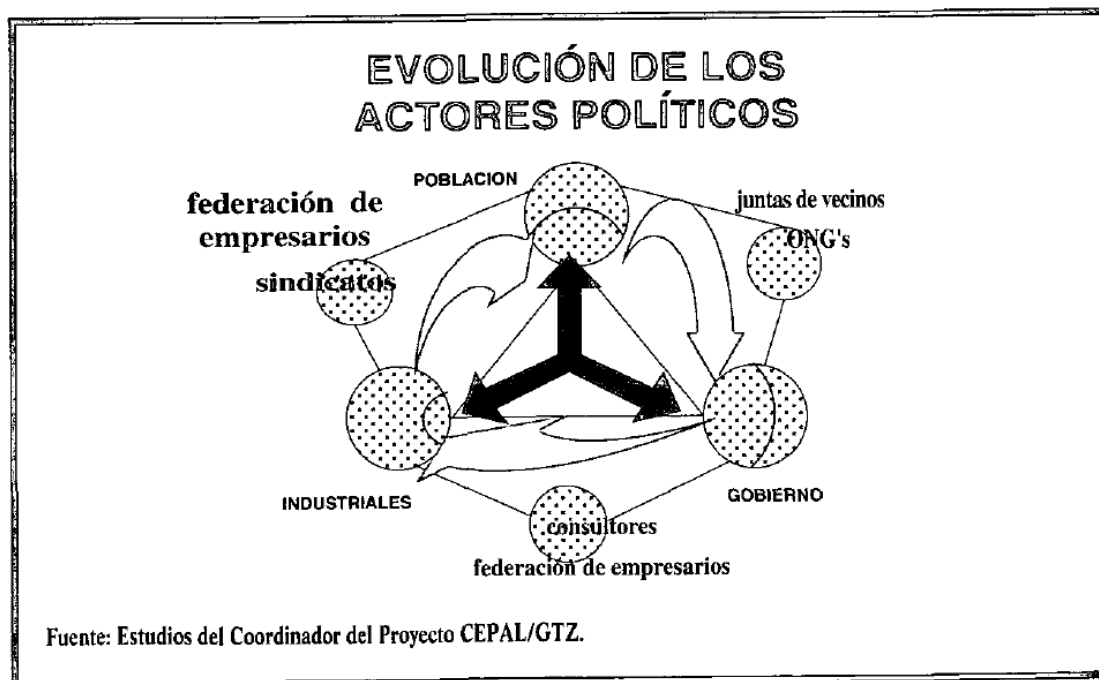 EVOLUCIÓN DE LOS
ACTORES POLÍTICOS
POBLACION
federación de
empresarios
sindicatos
juntas de vecinos
ONG's
INDUSTRIALES
GOBIERNO
consultores
federación de empresarios
Fuente: Estudios del Coordinador del Proyecto CEPAL/GTZ.